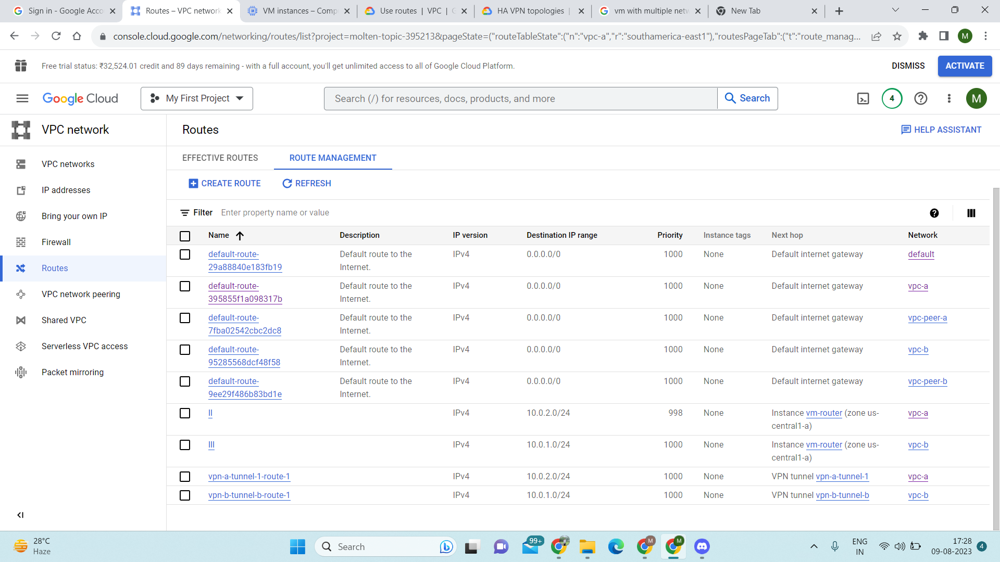 Sign in - Google Acco
Routes – VPC network
VM instances – Comp
Use routes | VPC | G
HA VPN topologies |
vm with multiple netw
New Tab
console.cloud.google.com/networking/routes/list?project=molten-topic-395213&pageState=("routeTableState":("n":"vpc-a","r":"southamerica-east1"),"routesPageTab":("t":"route_manag...
M
Free trial status: ₹32,524.01 credit and 89 days remaining - with a full account, you'll get unlimited access to all of Google Cloud Platform.
DISMISS
ACTIVATE
Google Cloud
My First Project
Search (/) for resources, docs, products, and more
Search
4
M
VPC network
Routes
HELP ASSISTANT
VPC networks
IP addresses
Bring your own IP
Firewall
Routes
VPC network peering
Shared VPC
Serverless VPC access
Packet mirroring
EFFECTIVE ROUTES
ROUTE MANAGEMENT
CREATE ROUTE
REFRESH
Filter Enter property name or value
Name Description IP version Destination IP range Priority Instance tags Next hop Network
default-route- Description Default route to the IPv4 0.0.0.0/0 1000 None Default internet gateway default
29a88840e183fb19 Internet.
default-route- Default route to the IPv4 0.0.0.0/0 1000 None Default internet gateway vpc-a
395855f1a098317b Internet.
default-route- Default route to the IPv4 0.0.0.0/0 1000 None Default internet gateway vpc-peer-a
7fba02542cbc2dc8 Internet.
default-route- Default route to the IPv4 0.0.0.0/0 1000 None Default internet gateway vpc-b
95285568dcf48f58 Internet.
default-route- Default route to the IPv4 0.0.0.0/0 1000 None Default internet gateway vpc-peer-b
9ee29f486b83bd1e Internet.
ll IPv4 10.0.2.0/24 998 None Instance vm-router (zone us- vpc-a
central1-a)
lll IPv4 10.0.1.0/24 1000 None Instance vm-router (zone us- vpc-b
central1-a)
vpn-a-tunnel-1-route-1 IPv4 10.0.2.0/24 1000 None VPN tunnel vpn-a-tunnel-1 vpc-a
vpn-b-tunnel-b-route-1 IPv4 10.0.1.0/24 1000 None VPN tunnel vpn-b-tunnel-b vpc-b
28°C
Haze
Search
99+
M
M
ENG
IN
17:28
09-08-2023
4